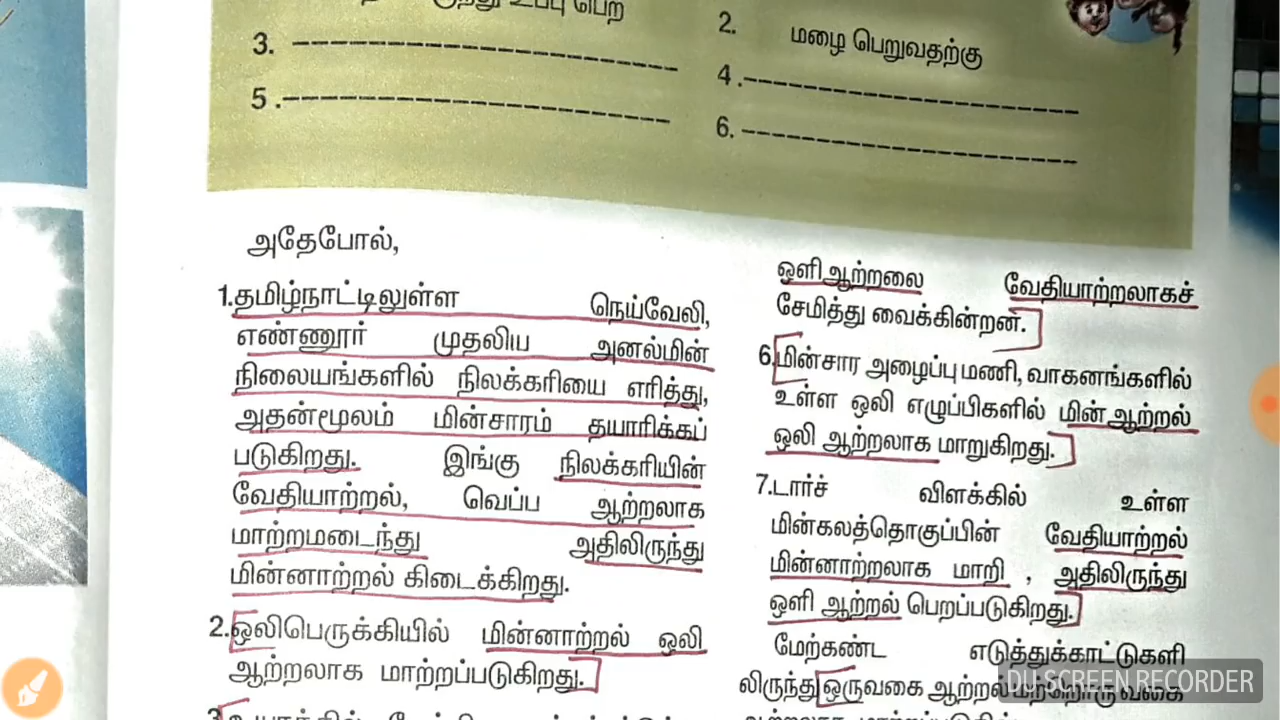 உப்பு பெற
2. மழை பெறுவதற்கு
3.
4.
5.
6.
அதேபோல்,
1.தமிழ்நாட்டிலுள்ள நெய்வேலி,
எண்ணூர் முதலிய அனல்மின்
நிலையங்களில் நிலக்கரியை எரித்து,
அதன்மூலம் மின்சாரம் தயாரிக்கப்
படுகிறது. இங்கு நிலக்கரியின்
வேதியாற்றல், வெப்ப ஆற்றலாக
மாற்றமடைந்து அதிலிருந்து
மின்னாற்றல் கிடைக்கிறது.
2.ஒலிபெருக்கியில் மின்னாற்றல் ஒலி
ஆற்றலாக மாற்றப்படுகிறது.
3.
ஒளிஆற்றலை வேதியாற்றலாகச்
சேமித்து வைக்கின்றன.
6.மின்சார அழைப்பு மணி, வாகனங்களில்
உள்ள ஒலி எழுப்பிகளில் மின்ஆற்றல்
ஒலி ஆற்றலாக மாறுகிறது.
7.டார்ச் விளக்கில் உள்ள
மின்கலத்தொகுப்பின் வேதியாற்றல்
மின்னாற்றலாக மாறி , அதிலிருந்து
ஒளி ஆற்றல் பெறப்படுகிறது.
மேற்கண்ட எடுத்துக்காட்டுகளி
லிருந்து ஒருவகை ஆற்றல் மற்றொரு வகை
DU SCREEN RECORDER